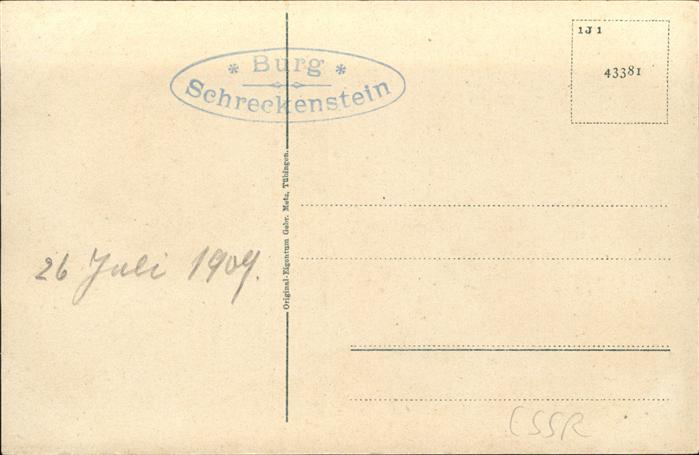 1J1
43381
* Burg *
Schreckenstein
Original-Eigentum Gebr. Metz, Tübingen.
26 Juli 1909.
CSSR